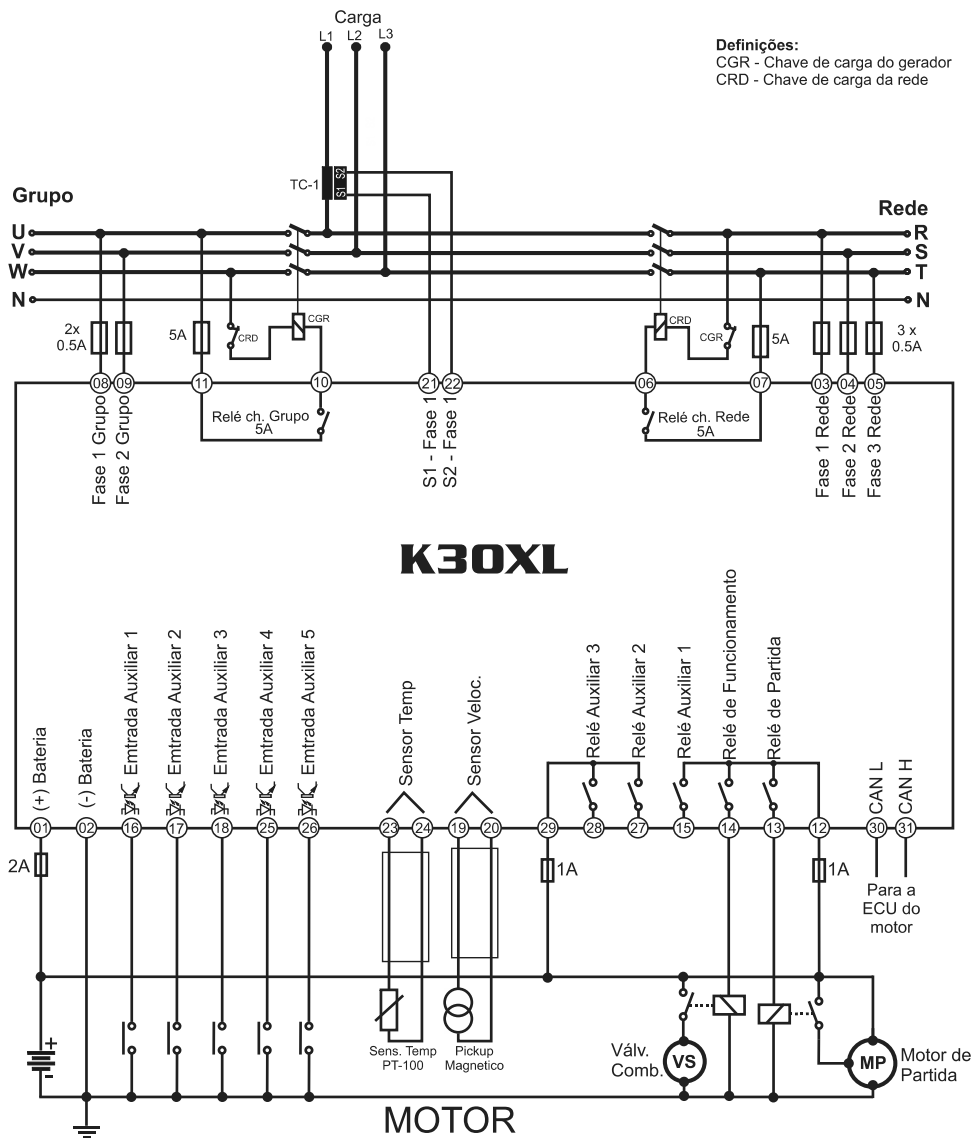 Carga
L1 L2 L3
Definições:
CGR - Chave de carga do gerador
CRD - Chave de carga da rede
TC-1
S1 S2
Grupo
Rede
U
V
W
N
R
S
T
N
2x
0.5A
5A
CRD
CGR
CRD
CGR
5A
3 x
0.5A
08 09 11 10 21 22 06 07 03 04 05
Fase 1 Grupo
Fase 2 Grupo
Relé ch. Grupo
5A
S1 - Fase 1
S2 - Fase 1
Relé ch. Rede
5A
Fase 1 Rede
Fase 2 Rede
Fase 3 Rede
K30XL
(+) Bateria
(-) Bateria
Emtrada Auxiliar 1
Emtrada Auxiliar 2
Emtrada Auxiliar 3
Emtrada Auxiliar 4
Emtrada Auxiliar 5
Sensor Temp
Sensor Veloc.
Relé Auxiliar 3
Relé Auxiliar 2
Relé Auxiliar 1
Relé de Funcionamento
Relé de Partida
CAN L
CAN H
01 02 16 17 18 25 26 23 24 19 20 29 28 27 15 14 13 12 30 31
2A
1A
1A
Para a
ECU do
motor
Sens. Temp
PT-100
Pickup
Magnetico
Válv.
Comb.
VS
MP
Motor de
Partida
+
-
MOTOR